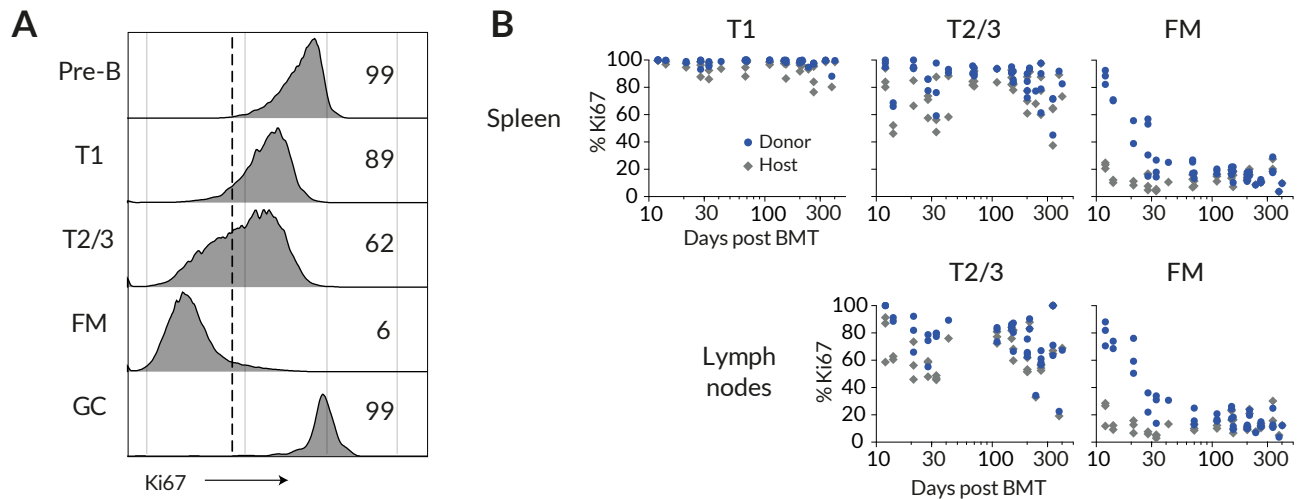 A
Pre-B 99
T1 89
T2/3 62
FM 6
GC 99
Ki67
B
T1 T2/3 FM
Spleen
% Ki67
100
80
60
40
20
0
Donor
Host
10 30 100 300
10 30 100 300
10 30 100 300
Days post BMT
T2/3 FM
Lymph
nodes
% Ki67
100
80
60
40
20
0
10 30 100 300
10 30 100 300
Days post BMT